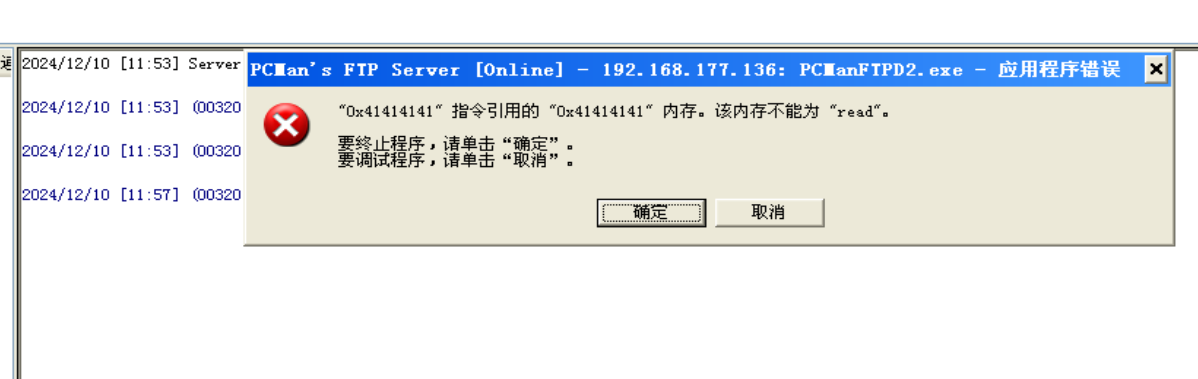 2024/12/10 [11:53] Server
PCMan's FTP Server [Online] - 192.168.177.136: PCManFTPD2.exe - 应用程序错误
2024/12/10 [11:53] (00320
"0x41414141" 指令引用的 "0x41414141" 内存。该内存不能为 "read"。
要终止程序，请单击“确定”。
2024/12/10 [11:53] (00320
要调试程序，请单击“取消”。
2024/12/10 [11:57] (00320
确定 取消